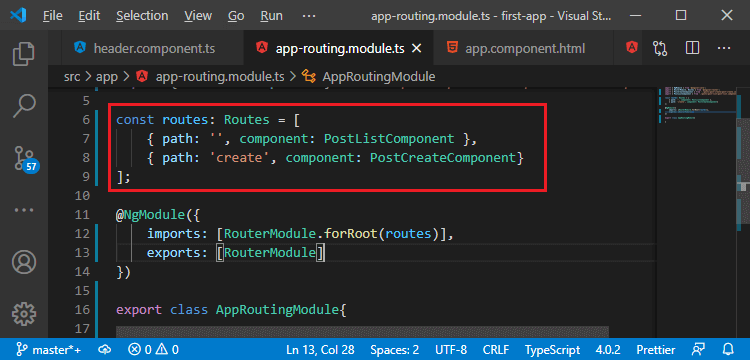 File Edit Selection View ··· app-routing.module.ts - first-app - Visual St...
header.component.ts app-routing.module.ts app.component.html
src > app > app-routing.module.ts > AppRoutingModule
5
6 const routes: Routes = [
7 { path: '', component: PostListComponent },
8 { path: 'create', component: PostCreateComponent}
9 ];
10
11 @NgModule({
12 imports: [RouterModule.forRoot(routes)],
13 exports: [RouterModule]
14 })
15
16 export class AppRoutingModule{
17
57
master*+ 0 0 Ln 13, Col 28 Spaces: 2 UTF-8 CRLF TypeScript 4.0.2 Prettier